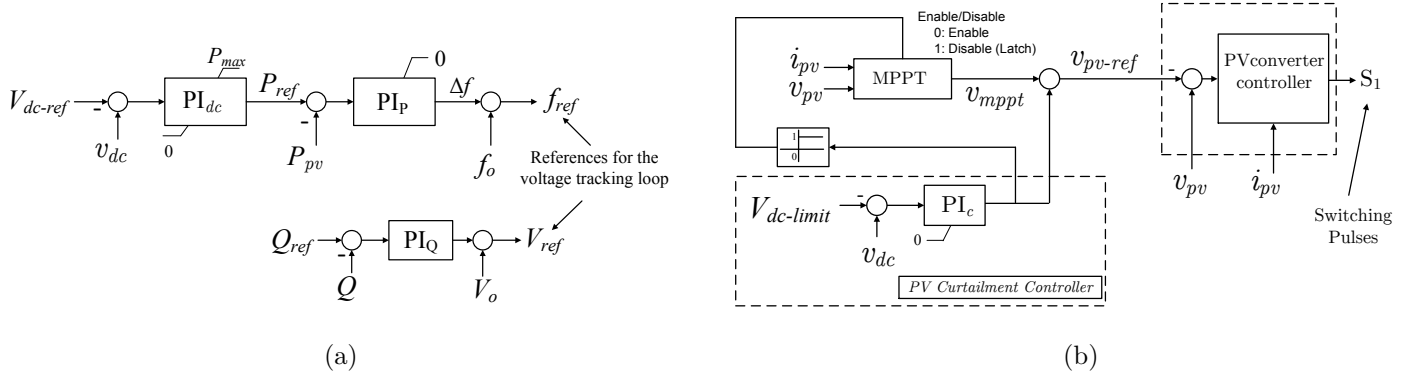 P_max
V_dc-ref
-
v_dc
PI_dc
0
P_ref
-
P_pv
PI_P
0
Δf
f_o
f_ref
References for the
voltage tracking loop
Q_ref
-
Q
PI_Q
V_o
V_ref
(a)
Enable/Disable
0: Enable
1: Disable (Latch)
i_pv
v_pv
MPPT
v_mppt
v_pv-ref
-
PVconverter
controller
S_1
v_pv
i_pv
Switching
Pulses
1
0
V_dc-limit
-
v_dc
PI_c
0
PV Curtailment Controller
(b)